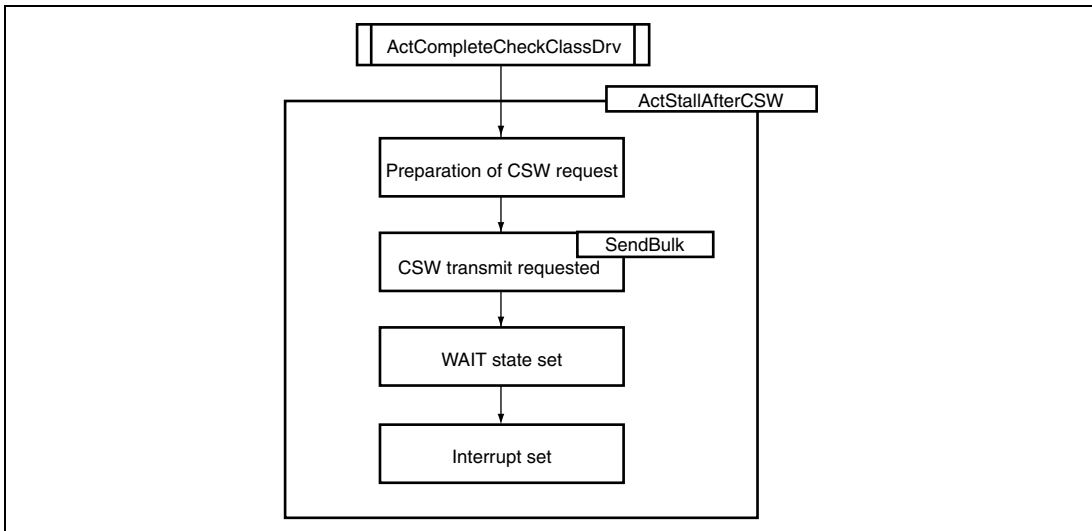 ActCompleteCheckClassDrv
ActStallAfterCSW
Preparation of CSW request
SendBulk
CSW transmit requested
WAIT state set
Interrupt set